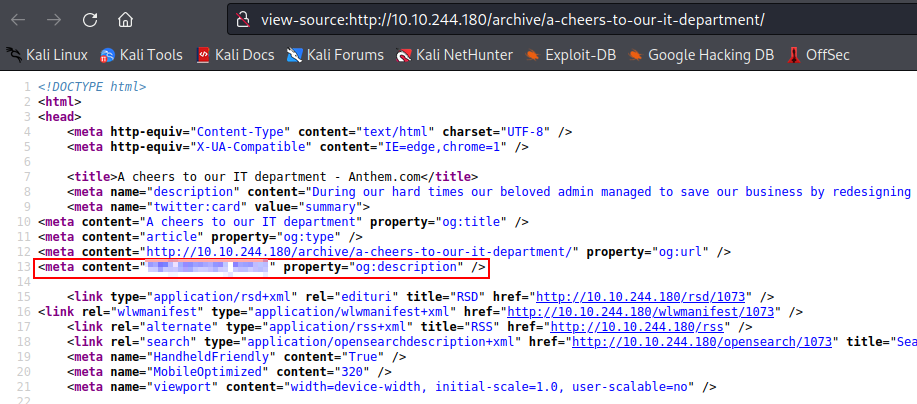 view-source:http://10.10.244.180/archive/a-cheers-to-our-it-department/
Kali Linux Kali Tools Kali Docs Kali Forums Kali NetHunter Exploit-DB Google Hacking DB OffSec
1 <!DOCTYPE html>
2 <html>
3 <head>
4 <meta http-equiv="Content-Type" content="text/html" charset="UTF-8" />
5 <meta http-equiv="X-UA-Compatible" content="IE=edge,chrome=1" />
6
7 <title>A cheers to our IT department - Anthem.com</title>
8 <meta name="description" content="During our hard times our beloved admin managed to save our business by redesigning
9 <meta name="twitter:card" value="summary">
10 <meta content="A cheers to our IT department" property="og:title" />
11 <meta content="article" property="og:type" />
12 <meta content="http://10.10.244.180/archive/a-cheers-to-our-it-department/" property="og:url" />
13 <meta content="" property="og:description" />
14
15 <link type="application/rsd+xml" rel="edituri" title="RSD" href="http://10.10.244.180/rsd/1073" />
16 <link rel="wlwmanifest" type="application/wlwmanifest+xml" href="http://10.10.244.180/wlwmanifest/1073" />
17 <link rel="alternate" type="application/rss+xml" title="RSS" href="http://10.10.244.180/rss" />
18 <link rel="search" type="application/opensearchdescription+xml" href="http://10.10.244.180/opensearch/1073" title="Sea
19 <meta name="HandheldFriendly" content="True" />
20 <meta name="MobileOptimized" content="320" />
21 <meta name="viewport" content="width=device-width, initial-scale=1.0, user-scalable=no" />
22